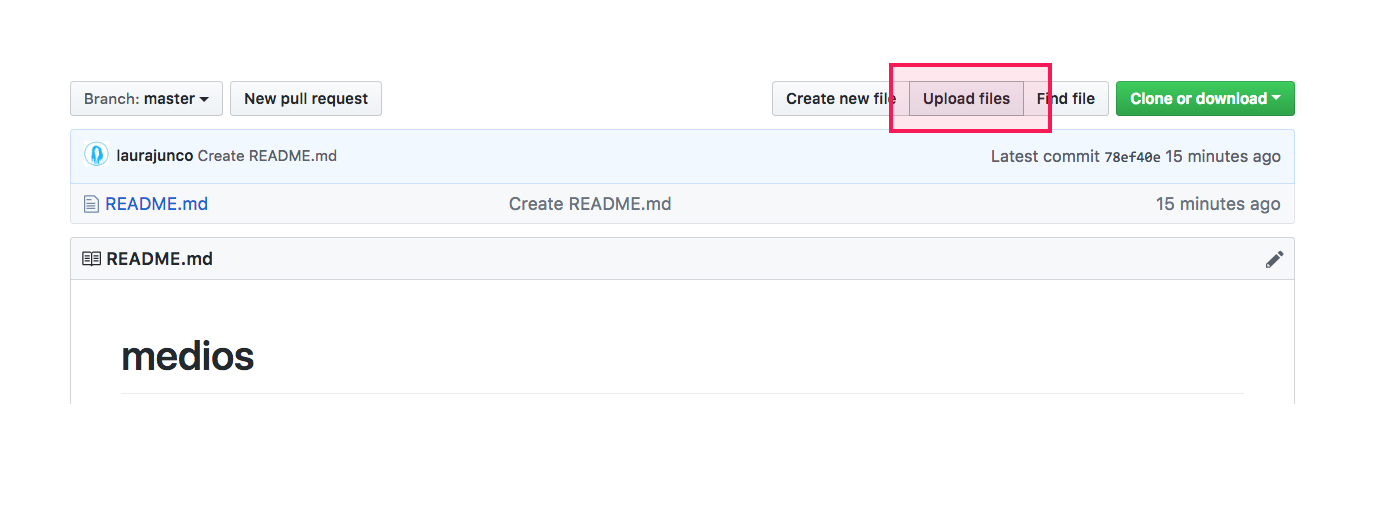 Branch: master New pull request Create new file Upload files Find file Clone or download
laurajunco Create README.md Latest commit 78ef40e 15 minutes ago
README.md Create README.md 15 minutes ago
README.md
medios